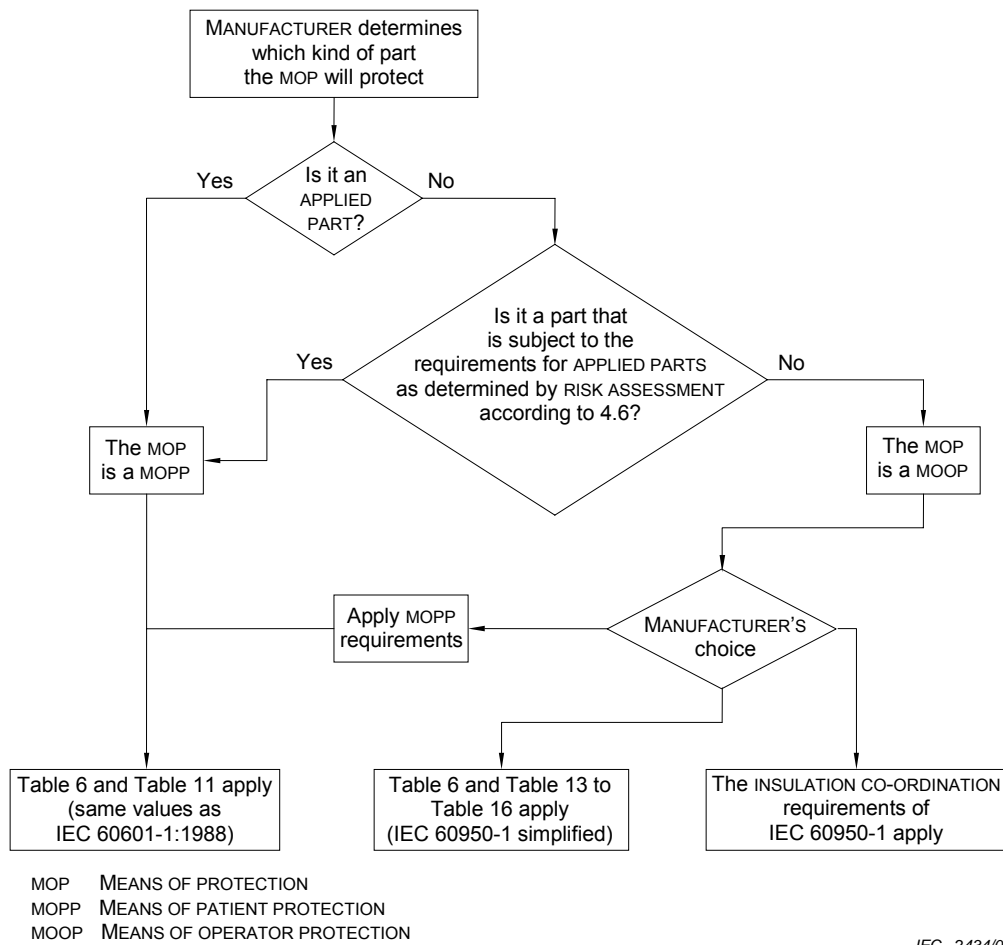 MANUFACTURER determines
which kind of part
the MOP will protect
Yes
Is it an
APPLIED
PART?
No
Is it a part that
is subject to the
requirements for APPLIED PARTS
as determined by RISK ASSESSMENT
according to 4.6?
Yes
No
The MOP
is a MOPP
The MOP
is a MOOP
Apply MOPP
requirements
MANUFACTURER'S
choice
Table 6 and Table 11 apply
(same values as
IEC 60601-1:1988)
Table 6 and Table 13 to
Table 16 apply
(IEC 60950-1 simplified)
The INSULATION CO-ORDINATION
requirements of
IEC 60950-1 apply
MOP MEANS OF PROTECTION
MOPP MEANS OF PATIENT PROTECTION
MOOP MEANS OF OPERATOR PROTECTION